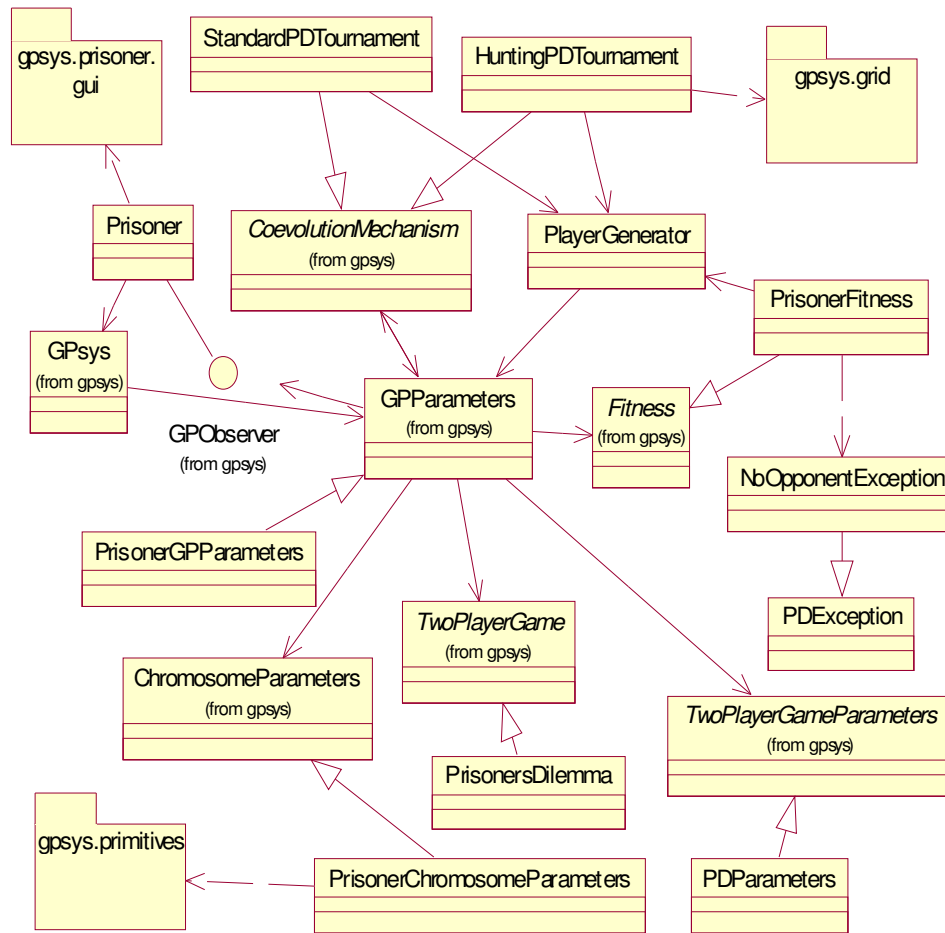 StandardPDTournament
HuntingPDTournament
gpsys.prisoner.
gui
gpsys.grid
Prisoner
CoevolutionMechanism
(from gpsys)
PlayerGenerator
PrisonerFitness
GPsys
(from gpsys)
GPParameters
(from gpsys)
Fitness
(from gpsys)
GPObserver
(from gpsys)
NoOpponentException
PrisonerGPParameters
TwoPlayerGame
(from gpsys)
PDException
ChromosomeParameters
(from gpsys)
TwoPlayerGameParameters
(from gpsys)
PrisonersDilemma
gpsys.primitives
PrisonerChromosomeParameters
PDParameters